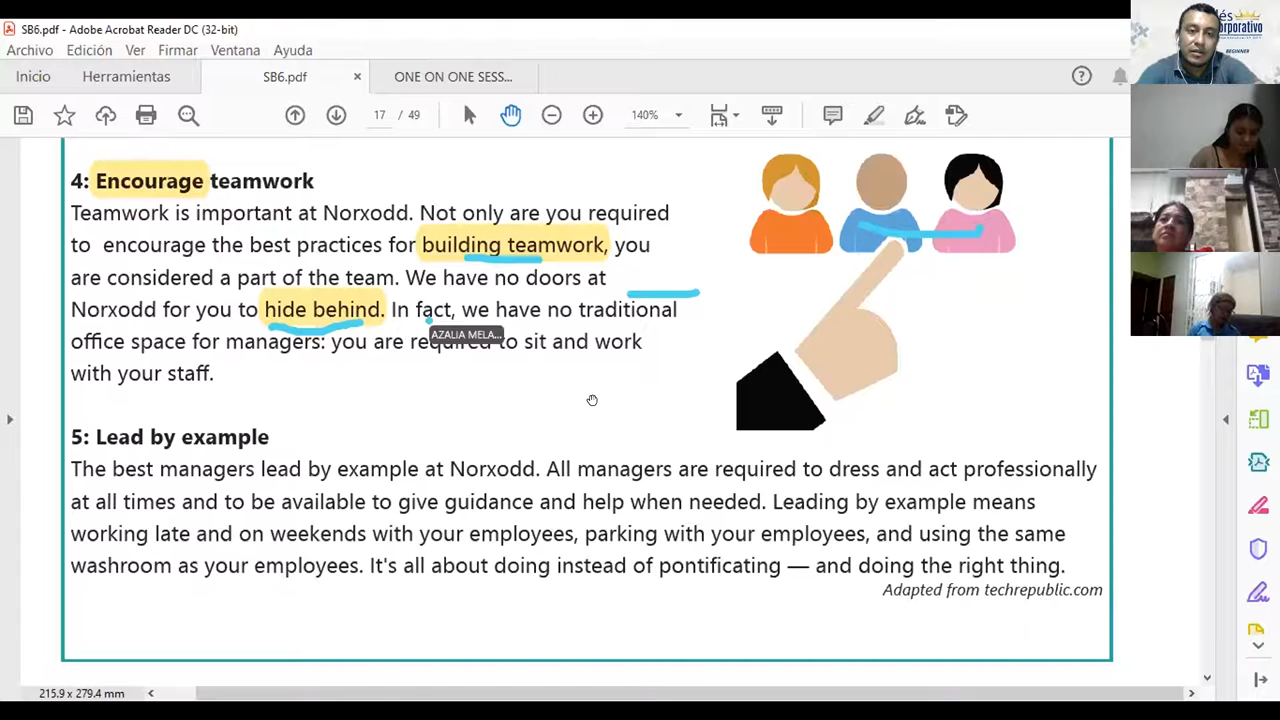 SB6.pdf - Adobe Acrobat Reader DC (32-bit)
Archivo Edición Ver Firmar Ventana Ayuda
Inicio Herramientas SB6.pdf × ONE ON ONE SESS...
17 / 49 140%
4: Encourage teamwork
Teamwork is important at Norxodd. Not only are you required
to encourage the best practices for building teamwork, you
are considered a part of the team. We have no doors at
Norxodd for you to hide behind. In fact, we have no traditional
office space for managers: you are required to sit and work
with your staff.
AZALIA MELA...
5: Lead by example
The best managers lead by example at Norxodd. All managers are required to dress and act professionally
at all times and to be available to give guidance and help when needed. Leading by example means
working late and on weekends with your employees, parking with your employees, and using the same
washroom as your employees. It's all about doing instead of pontificating — and doing the right thing.
Adapted from techrepublic.com
215.9 x 279.4 mm
BEGINNER